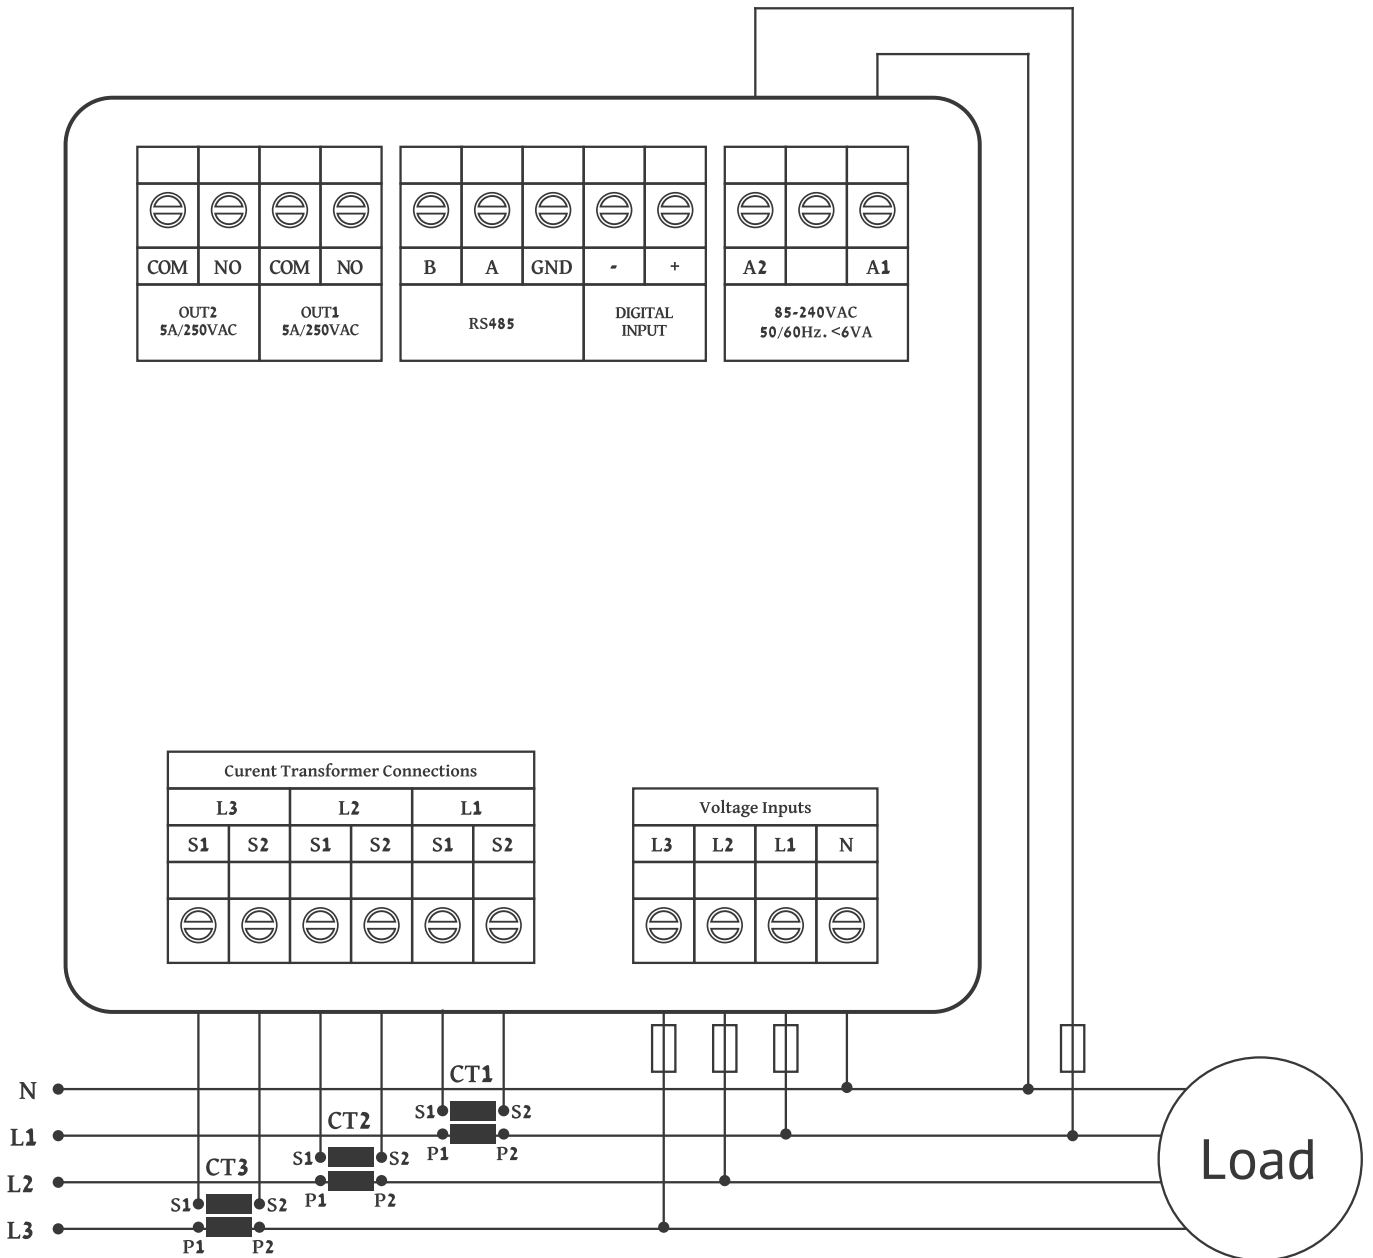 COM NO COM NO B A GND - + A2 A1
OUT2
5A/250VAC
OUT1
5A/250VAC
RS485
DIGITAL
INPUT
85-240VAC
50/60Hz. <6VA
Curent Transformer Connections
L3 L2 L1
S1 S2 S1 S2 S1 S2
Voltage Inputs
L3 L2 L1 N
CT1
N
S1 S2
CT2
L1
P1 P2
S1 S2
CT3
L2
P1 P2
S1 S2
L3
P1 P2
Load